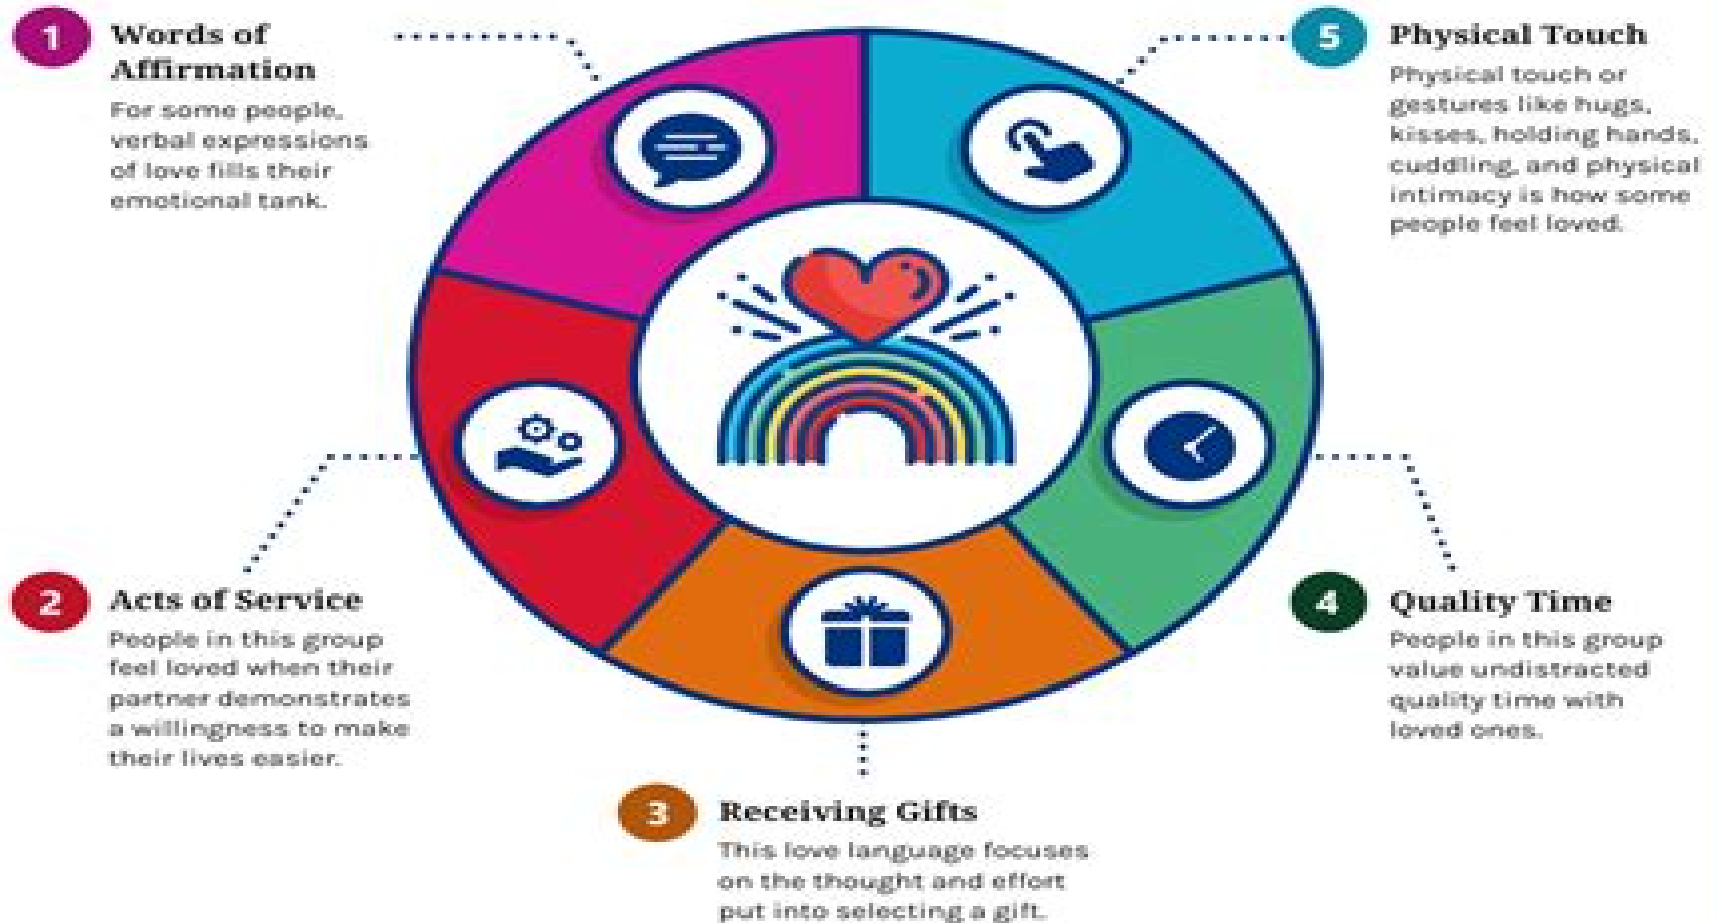 1
Words of
Affirmation
For some people,
verbal expressions
of love fills their
emotional tank.
2
Acts of Service
People in this group
feel loved when their
partner demonstrates
a willingness to make
their lives easier.
3
Receiving Gifts
This love language focuses
on the thought and effort
put into selecting a gift.
4
Quality Time
People in this group
value undistracted
quality time with
loved ones.
5
Physical Touch
Physical touch or
gestures like hugs,
kisses, holding hands,
cuddling, and physical
intimacy is how some
people feel loved.